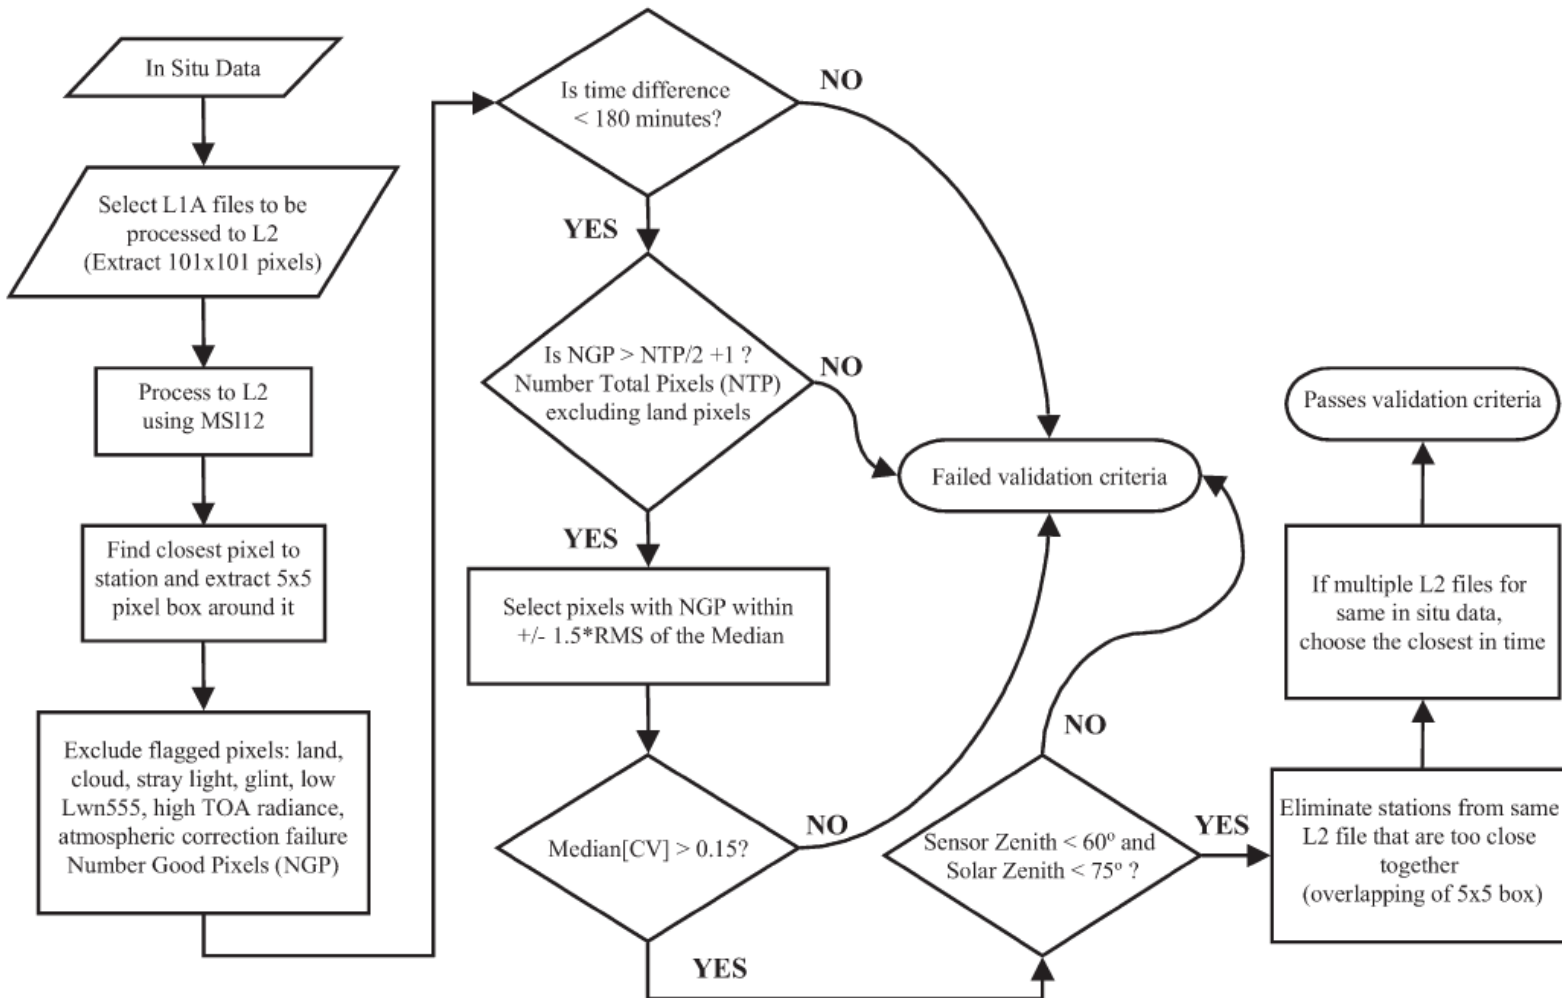 In Situ Data
Select L1A files to be
processed to L2
(Extract 101x101 pixels)
Process to L2
using MSl12
Find closest pixel to
station and extract 5x5
pixel box around it
Exclude flagged pixels: land,
cloud, stray light, glint, low
Lwn555, high TOA radiance,
atmospheric correction failure
Number Good Pixels (NGP)
Is time difference
< 180 minutes?
NO
YES
Is NGP > NTP/2 +1 ?
Number Total Pixels (NTP)
excluding land pixels
NO
YES
Select pixels with NGP within
+/- 1.5*RMS of the Median
Median[CV] > 0.15?
NO
YES
Failed validation criteria
Sensor Zenith < 60º and
Solar Zenith < 75º ?
NO
YES
Eliminate stations from same
L2 file that are too close
together
(overlapping of 5x5 box)
If multiple L2 files for
same in situ data,
choose the closest in time
Passes validation criteria